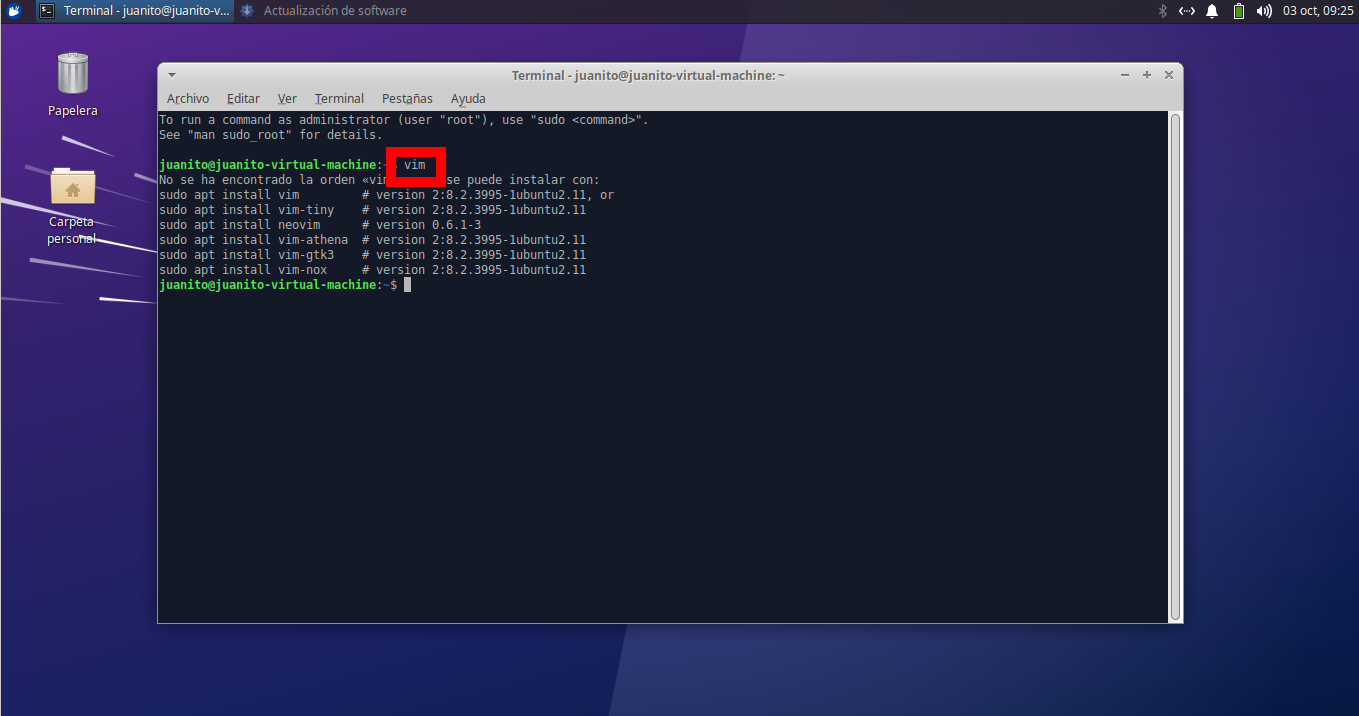 Terminal - juanito@juanito-v...
Actualización de software
03 oct, 09:25
Papelera
Carpeta
personal
Terminal - juanito@juanito-virtual-machine: ~
Archivo Editar Ver Terminal Pestañas Ayuda
To run a command as administrator (user "root"), use "sudo <command>".
See "man sudo_root" for details.
juanito@juanito-virtual-machine: vim
No se ha encontrado la orden «vim se puede instalar con:
sudo apt install vim # version 2:8.2.3995-1ubuntu2.11, or
sudo apt install vim-tiny # version 2:8.2.3995-1ubuntu2.11
sudo apt install neovim # version 0.6.1-3
sudo apt install vim-athena # version 2:8.2.3995-1ubuntu2.11
sudo apt install vim-gtk3 # version 2:8.2.3995-1ubuntu2.11
sudo apt install vim-nox # version 2:8.2.3995-1ubuntu2.11
juanito@juanito-virtual-machine:~$